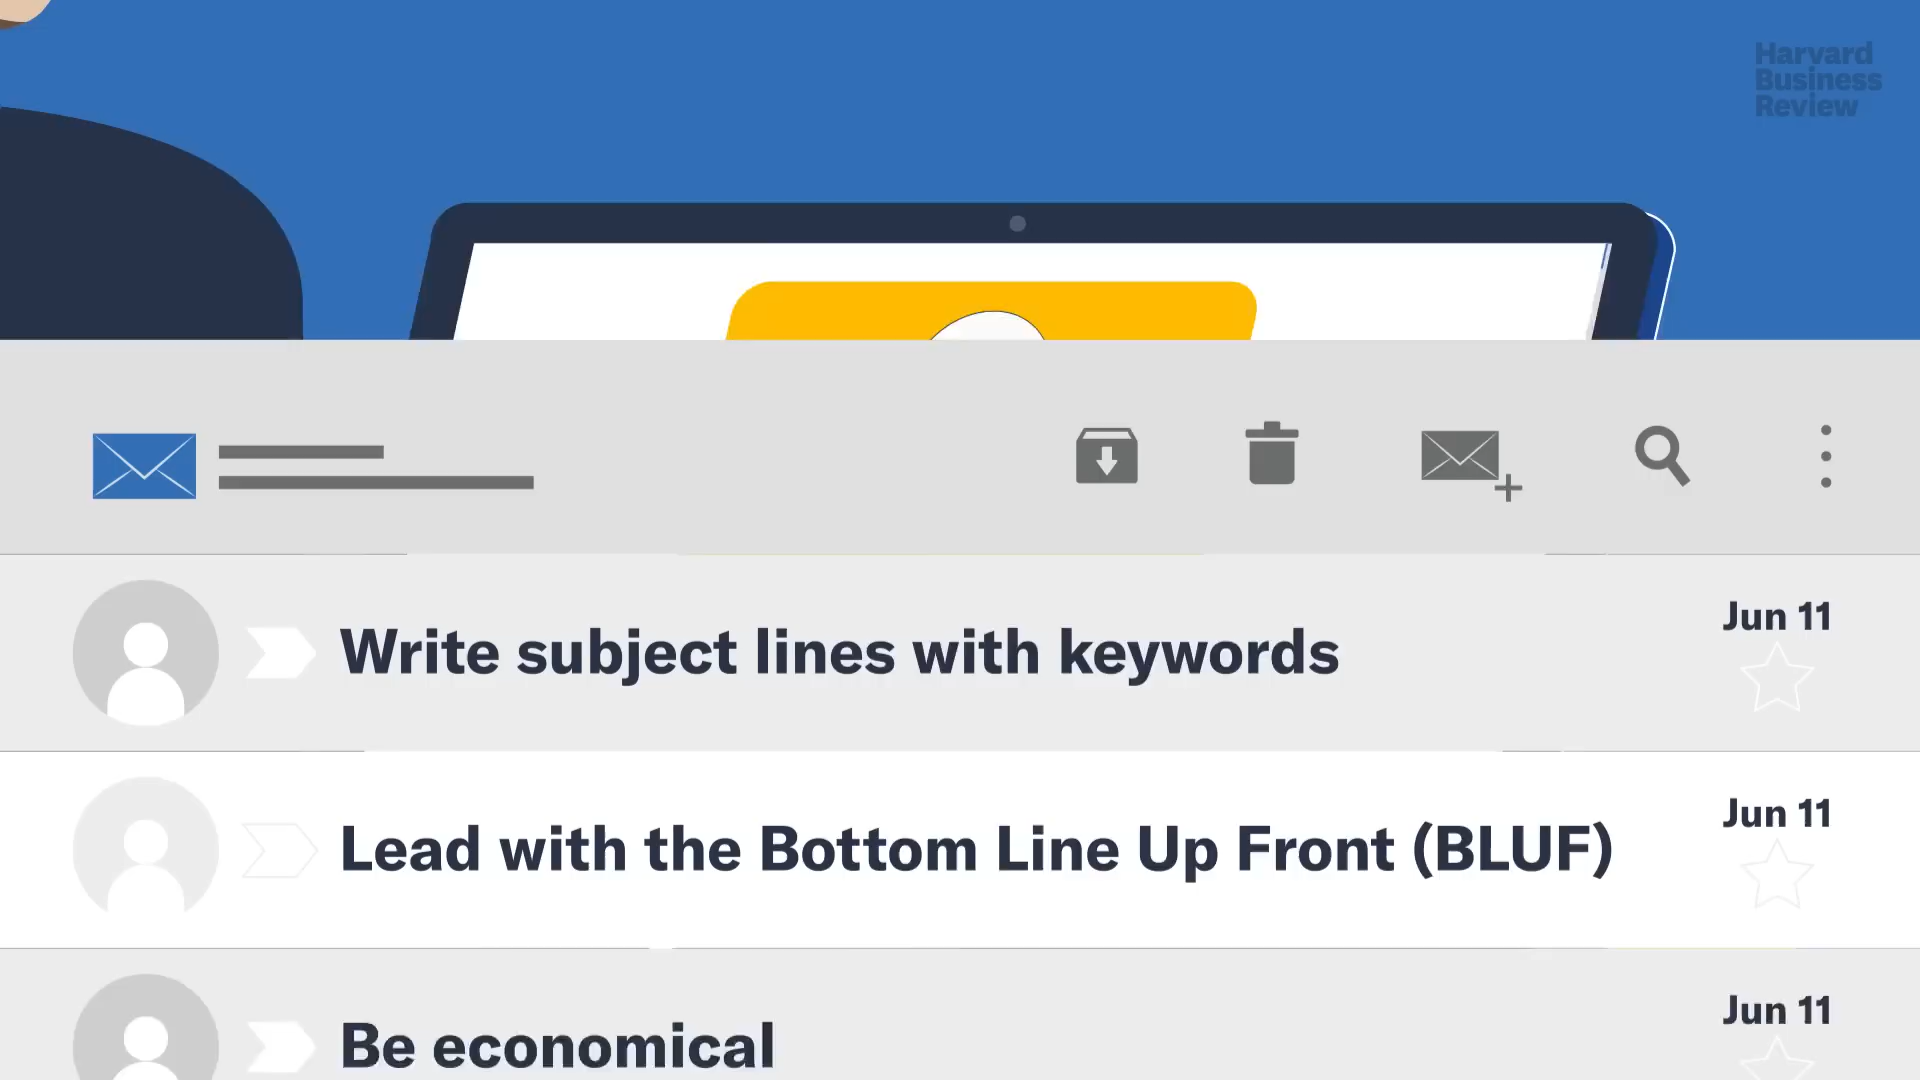 Harvard
Business
Review
Write subject lines with keywords
Jun 11
Lead with the Bottom Line Up Front (BLUF)
Jun 11
Be economical
Jun 11